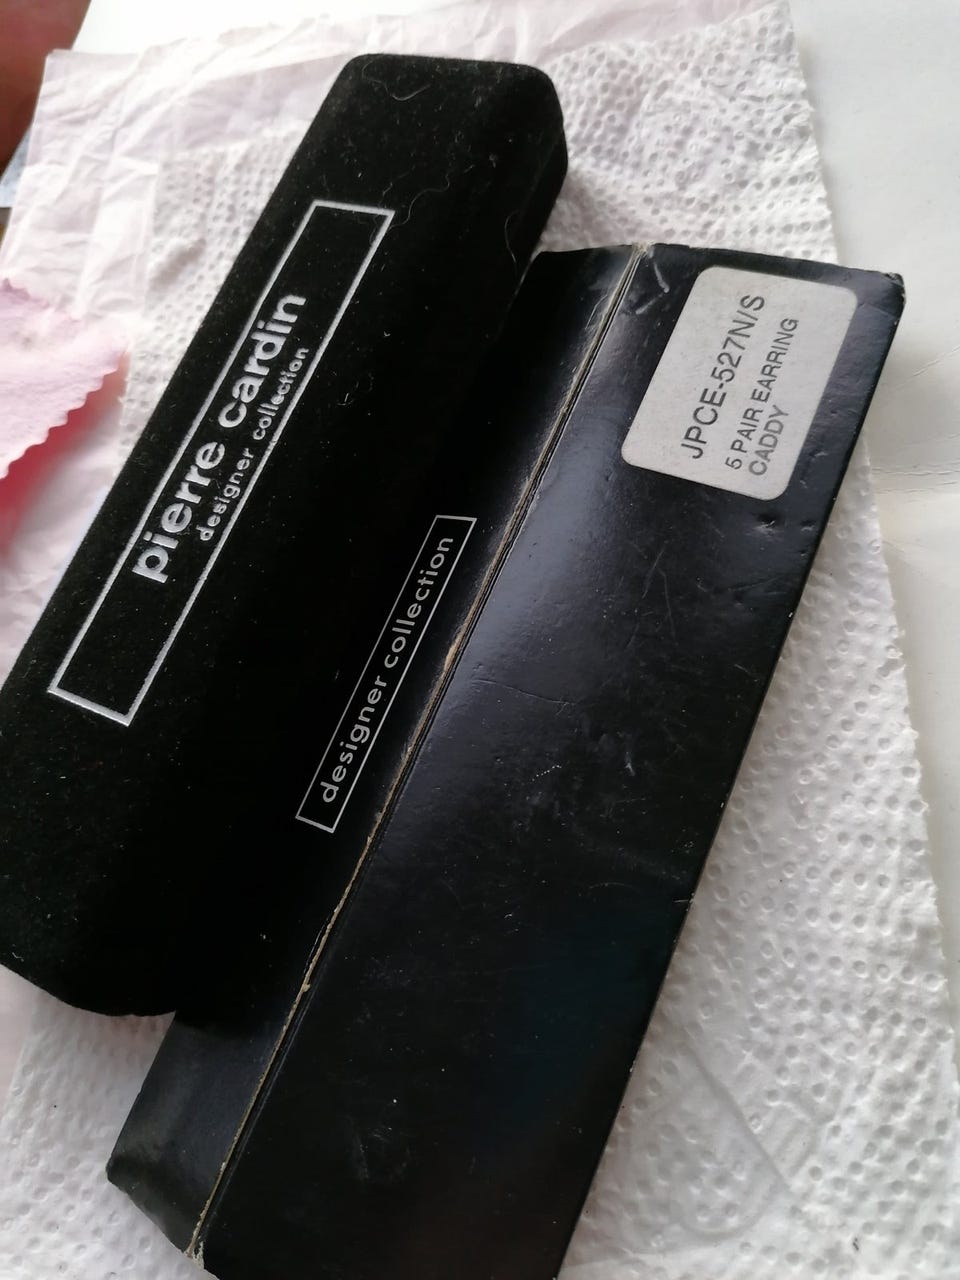 pierre cardin
designer collection
designer collection
JPCE-527N/S
5 PAIR EARRING
CADDY